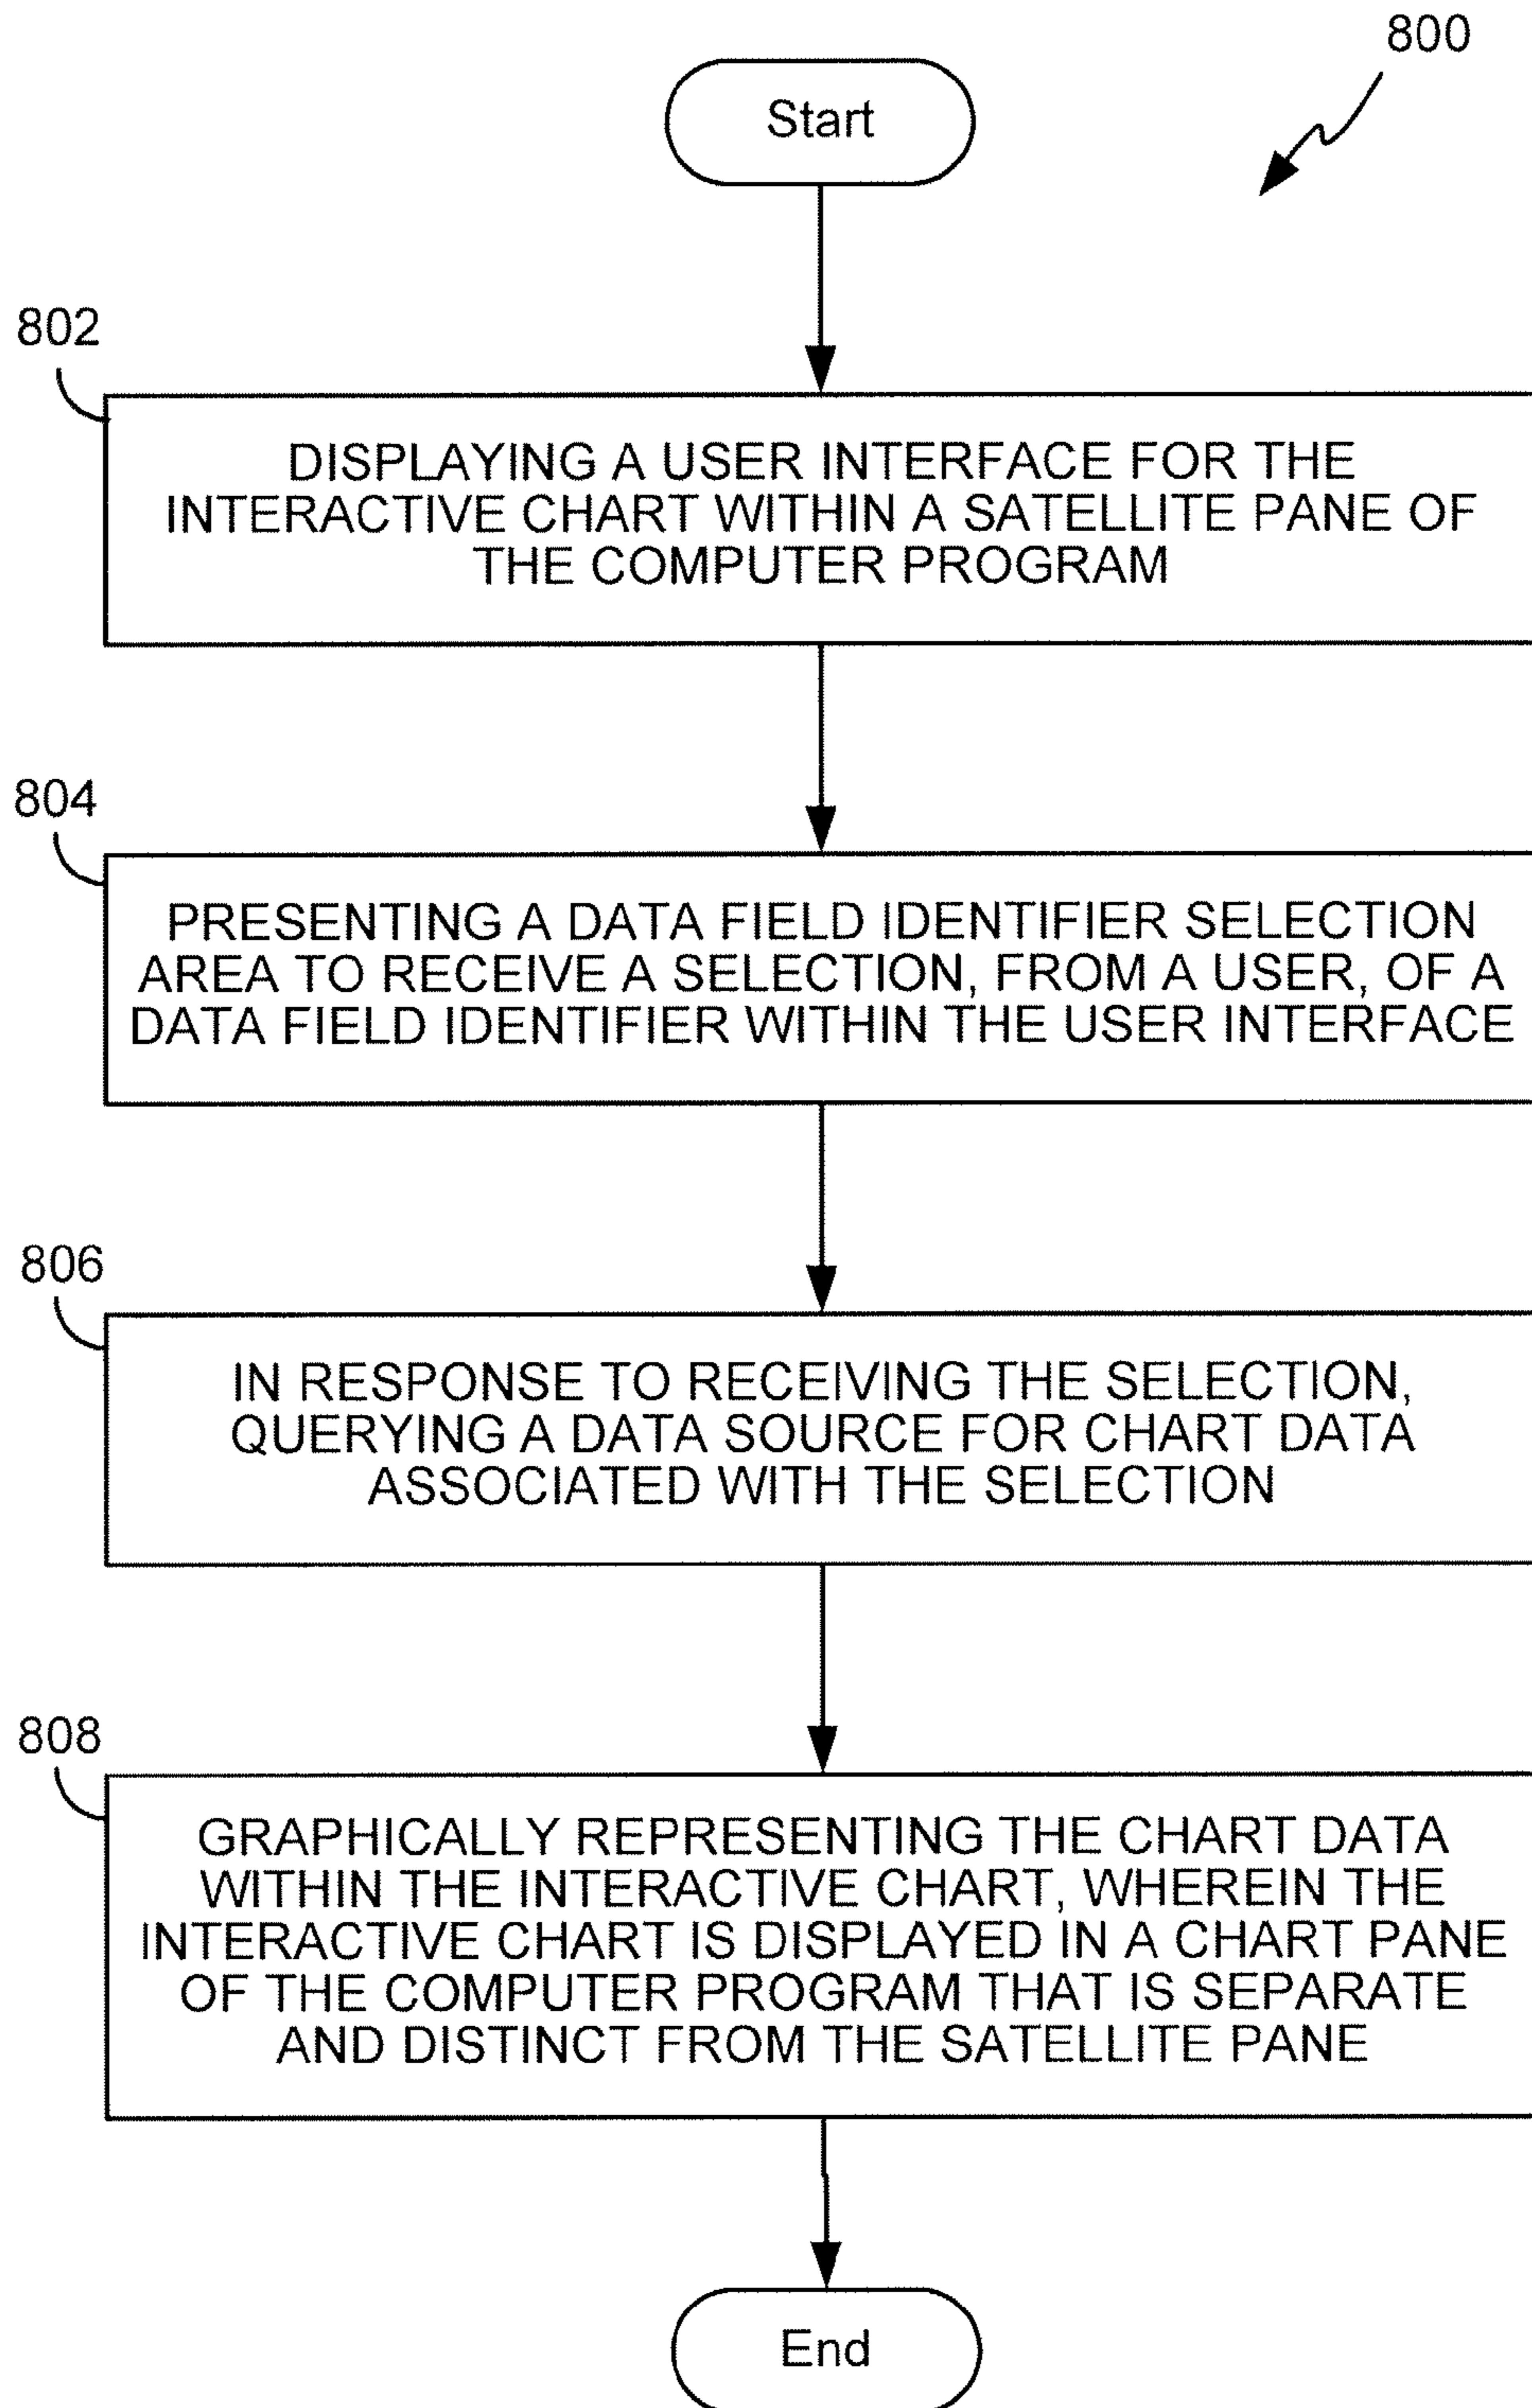 800
Start
802
DISPLAYING A USER INTERFACE FOR THE
INTERACTIVE CHART WITHIN A SATELLITE PANE OF
THE COMPUTER PROGRAM
804
PRESENTING A DATA FIELD IDENTIFIER SELECTION
AREA TO RECEIVE A SELECTION, FROM A USER, OF A
DATA FIELD IDENTIFIER WITHIN THE USER INTERFACE
806
IN RESPONSE TO RECEIVING THE SELECTION,
QUERYING A DATA SOURCE FOR CHART DATA
ASSOCIATED WITH THE SELECTION
808
GRAPHICALLY REPRESENTING THE CHART DATA
WITHIN THE INTERACTIVE CHART, WHEREIN THE
INTERACTIVE CHART IS DISPLAYED IN A CHART PANE
OF THE COMPUTER PROGRAM THAT IS SEPARATE
AND DISTINCT FROM THE SATELLITE PANE
End